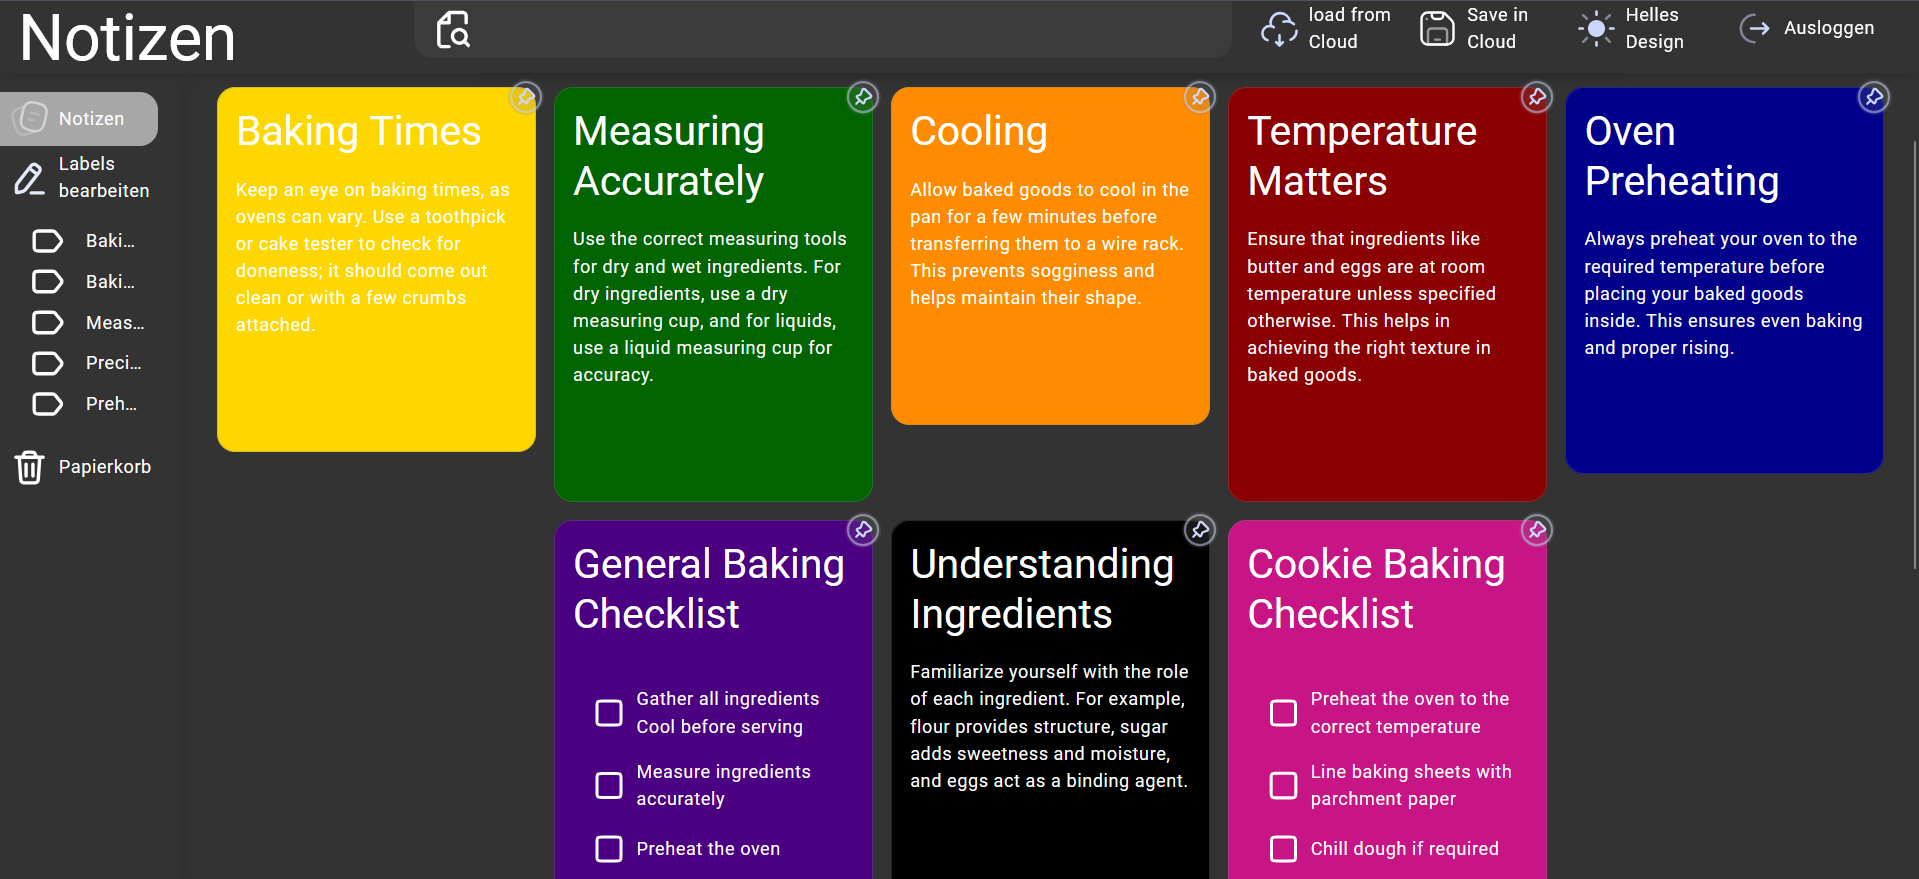 Notizen
load from
Cloud
Save in
Cloud
Helles
Design
Ausloggen
Notizen
Labels
bearbeiten
Baki...
Baki...
Meas...
Preci...
Preh...
Papierkorb
Baking Times
Keep an eye on baking times, as
ovens can vary. Use a toothpick
or cake tester to check for
doneness; it should come out
clean or with a few crumbs
attached.
Measuring
Accurately
Use the correct measuring tools
for dry and wet ingredients. For
dry ingredients, use a dry
measuring cup, and for liquids,
use a liquid measuring cup for
accuracy.
Cooling
Allow baked goods to cool in the
pan for a few minutes before
transferring them to a wire rack.
This prevents sogginess and
helps maintain their shape.
Temperature
Matters
Ensure that ingredients like
butter and eggs are at room
temperature unless specified
otherwise. This helps in
achieving the right texture in
baked goods.
Oven
Preheating
Always preheat your oven to the
required temperature before
placing your baked goods
inside. This ensures even baking
and proper rising.
General Baking
Checklist
Gather all ingredients
Cool before serving
Measure ingredients
accurately
Preheat the oven
Understanding
Ingredients
Familiarize yourself with the role
of each ingredient. For example,
flour provides structure, sugar
adds sweetness and moisture,
and eggs act as a binding agent.
Cookie Baking
Checklist
Preheat the oven to the
correct temperature
Line baking sheets with
parchment paper
Chill dough if required